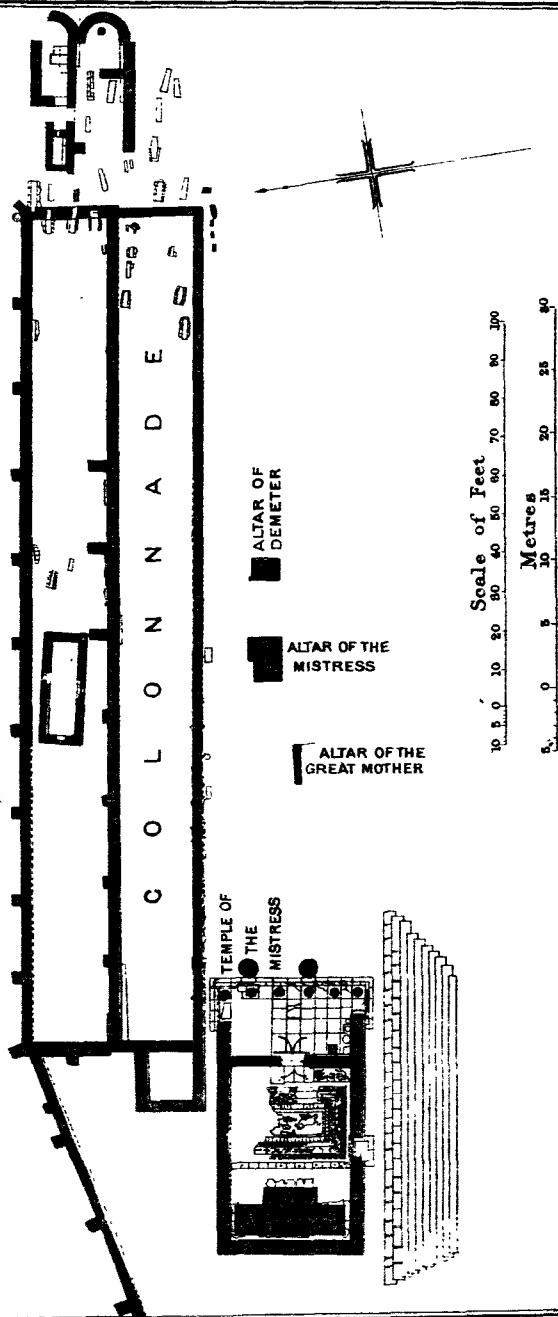 COLONNADE
ALTAR OF
DEMETER
ALTAR OF THE
MISTRESS
ALTAR OF THE
GREAT MOTHER
TEMPLE OF
THE
MISTRESS
Scale of Feet
10 5 0 10 20 30 40 50 60 70 80 90 100
Metres
5 0 5 10 15 20 25 30